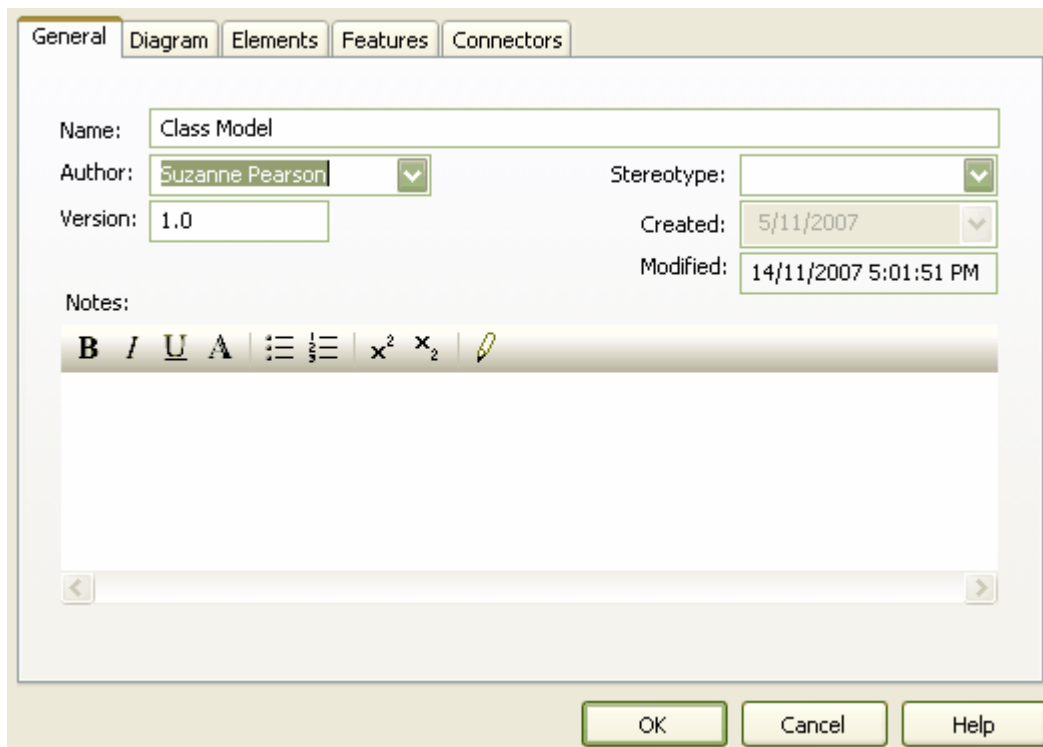 General Diagram Elements Features Connectors
Name: Class Model
Author: Suzanne Pearson Stereotype:
Version: 1.0 Created: 5/11/2007
Modified: 14/11/2007 5:01:51 PM
Notes:
B I U A x² x₂
OK Cancel Help